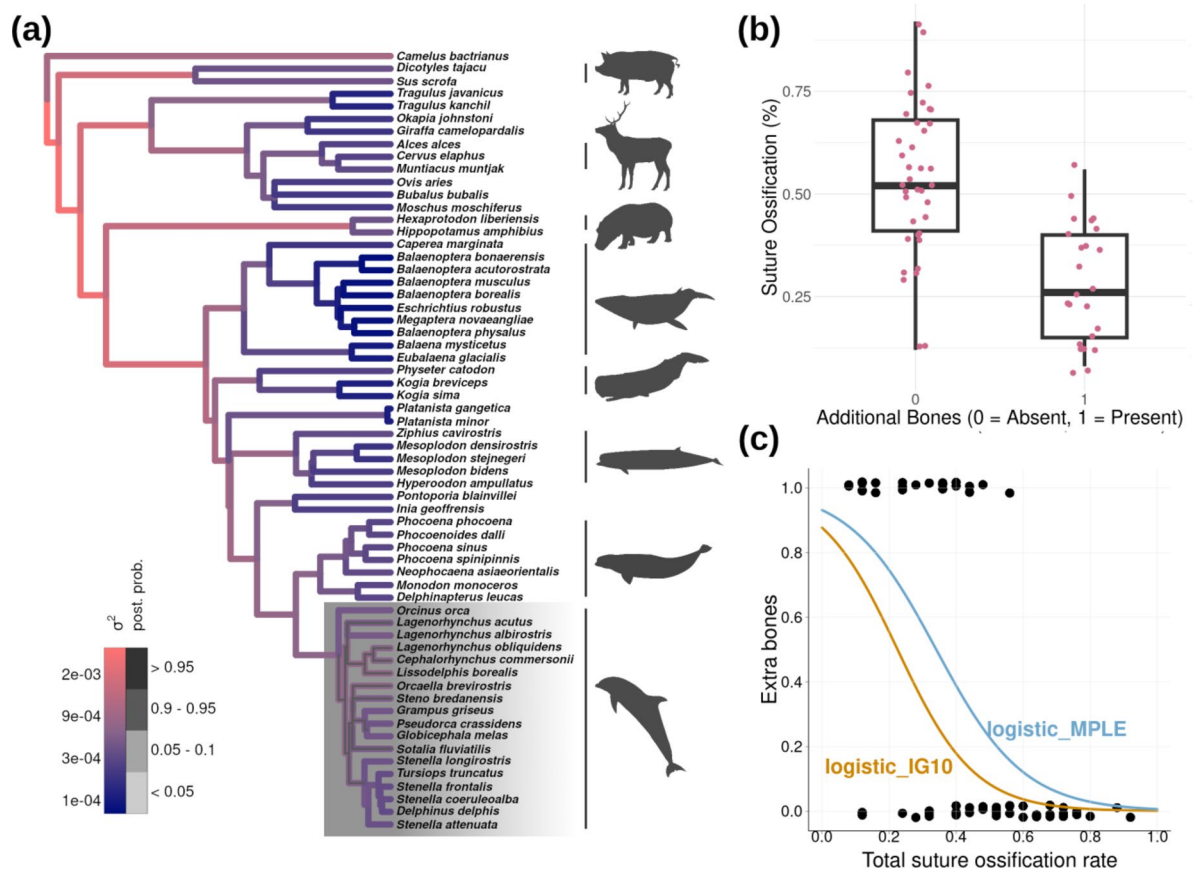 (a)
Camelus bactrianus
Dicotyles tajacu
Sus scrofa
Tragulus javanicus
Tragulus kanchil
Okapia johnstoni
Giraffa camelopardalis
Alces alces
Cervus elaphus
Muntiacus muntjak
Ovis aries
Bubalus bubalis
Moschus moschiferus
Hexaprotodon liberiensis
Hippopotamus amphibius
Caperea marginata
Balaenoptera bonaerensis
Balaenoptera acutorostrata
Balaenoptera musculus
Balaenoptera borealis
Eschrichtius robustus
Megaptera novaeangliae
Balaenoptera physalus
Balaena mysticetus
Eubalaena glacialis
Physeter catodon
Kogia breviceps
Kogia sima
Platanista gangetica
Platanista minor
Ziphius cavirostris
Mesoplodon densirostris
Mesoplodon stejnegeri
Mesoplodon bidens
Hyperoodon ampullatus
Pontoporia blainvillei
Inia geoffrensis
Phocoena phocoena
Phocoenoides dalli
Phocoena sinus
Phocoena spinipinnis
Neophocaena asiaeorientalis
Monodon monoceros
Delphinapterus leucas
Orcinus orca
Lagenorhynchus acutus
Lagenorhynchus albirostris
Lagenorhynchus obliquidens
Cephalorhynchus commersonii
Lissodelphis borealis
Orcaella brevirostris
Steno bredanensis
Grampus griseus
Pseudorca crassidens
Globicephala melas
Sotalia fluviatilis
Stenella longirostris
Tursiops truncatus
Stenella frontalis
Stenella coeruleoalba
Delphinus delphis
Stenella attenuata
σ²
post. prob.
2e-03
9e-04
3e-04
1e-04
> 0.95
0.9 - 0.95
0.05 - 0.1
< 0.05
(b)
Suture Ossification (%)
0.75
0.50
0.25
0
1
Additional Bones (0 = Absent, 1 = Present)
(c)
Extra bones
1.0
0.8
0.6
0.4
0.2
0.0
logistic_MPLE
logistic_IG10
0.0 0.2 0.4 0.6 0.8 1.0
Total suture ossification rate